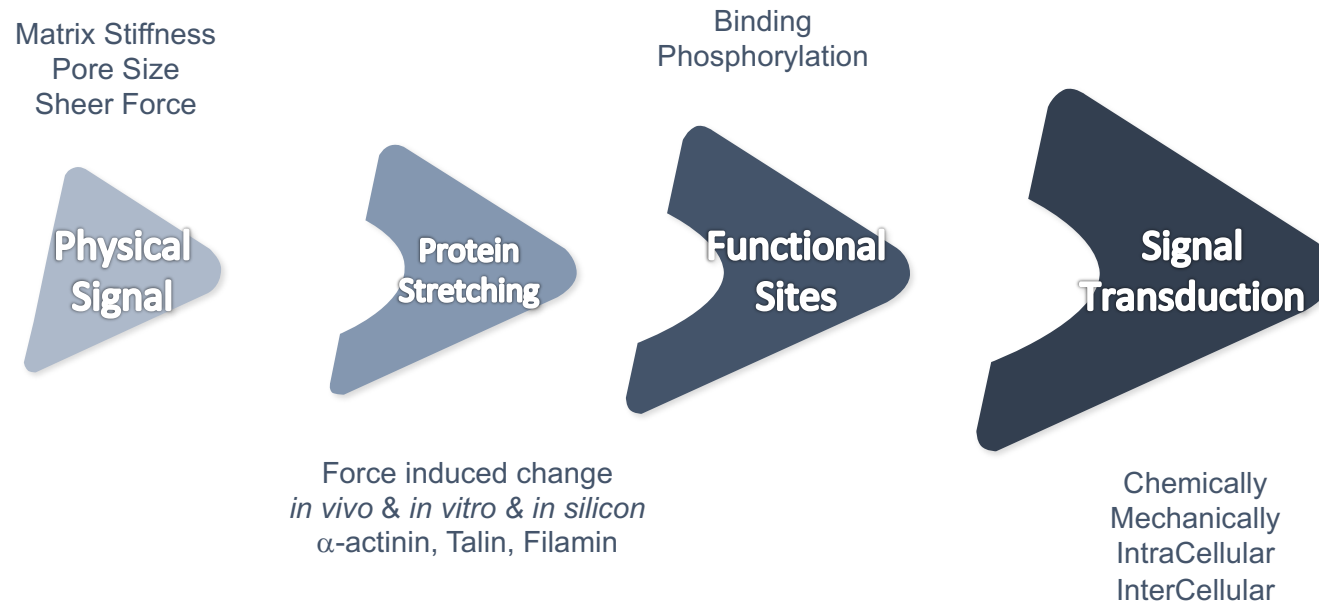 Matrix Stiffness
Pore Size
Sheer Force
Physical
Signal
Protein
Stretching
Force induced change
in vivo & in vitro & in silicon
α-actinin, Talin, Filamin
Binding
Phosphorylation
Functional
Sites
Signal
Transduction
Chemically
Mechanically
IntraCellular
InterCellular